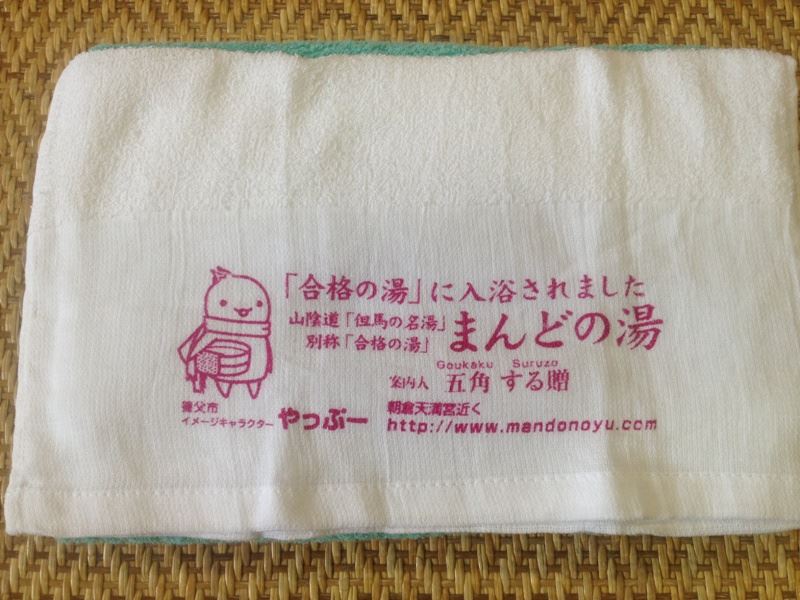 「合格の湯」に入浴されました
山陰道「但馬の名湯」
別称「合格の湯」
まんどの湯
Goukaku Suruzo
案内人 五角 する贈
養父市
イメージキャラクター やっぷー
朝倉天満宮近く
http://www.mandonoyu.com